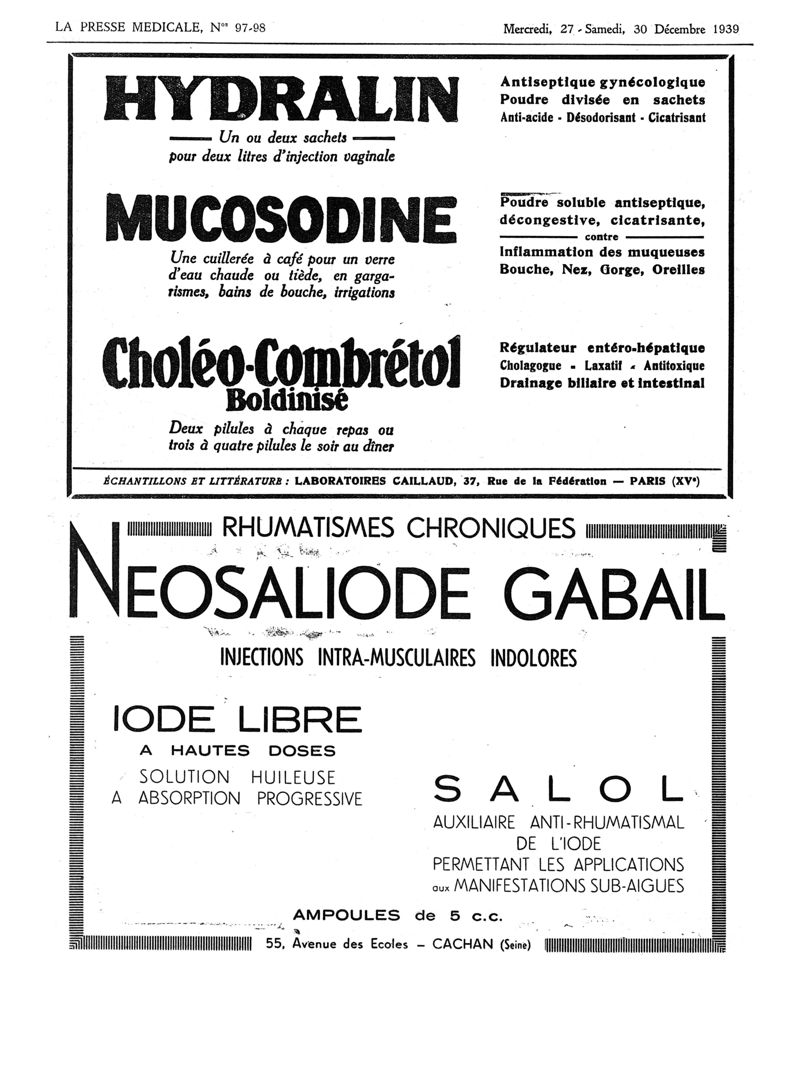 LA PRESSE MEDICALE, Nos 97-98
Mercredi, 27 - Samedi, 30 Décembre 1939
HYDRALIN
Un ou deux sachets
pour deux litres d'injection vaginale
Antiseptique gynécologique
Poudre divisée en sachets
Anti-acide - Désodorisant - Cicatrisant
MUCOSODINE
Une cuillerée à café pour un verre
d'eau chaude ou tiède, en garga-
rismes, bains de bouche, irrigations
Poudre soluble antiseptique,
décongestive, cicatrisante,
contre
Inflammation des muqueuses
Bouche, Nez, Gorge, Oreilles
Choléo-Combrétol
Boldinisé
Deux pilules à chaque repas ou
trois à quatre pilules le soir au dîner
Régulateur entéro-hépatique
Cholagogue - Laxatif - Antitoxique
Drainage biliaire et intestinal
ÉCHANTILLONS ET LITTÉRATURE : LABORATOIRES CAILLAUD, 37, Rue de la Fédération — PARIS (XVe)
RHUMATISMES CHRONIQUES
NEOSALIODE GABAIL
INJECTIONS INTRA-MUSCULAIRES INDOLORES
IODE LIBRE
A HAUTES DOSES
SOLUTION HUILEUSE
A ABSORPTION PROGRESSIVE
SALOL
AUXILIAIRE ANTI-RHUMATISMAL
DE L'IODE
PERMETTANT LES APPLICATIONS
aux MANIFESTATIONS SUB-AIGUES
AMPOULES de 5 c.c.
55, Avenue des Ecoles – CACHAN (Seine)